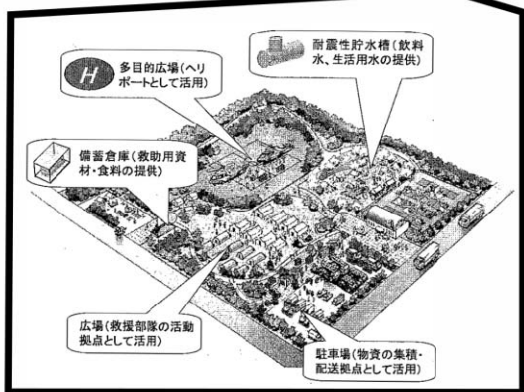 H
多目的広場(ヘリ
ポートとして活用)
耐震性貯水槽(飲料
水、生活用水の提供)
備蓄倉庫(救助用資
材・食料の提供)
広場(救援部隊の活動
拠点として活用)
駐車場(物資の集積・
配送拠点として活用)